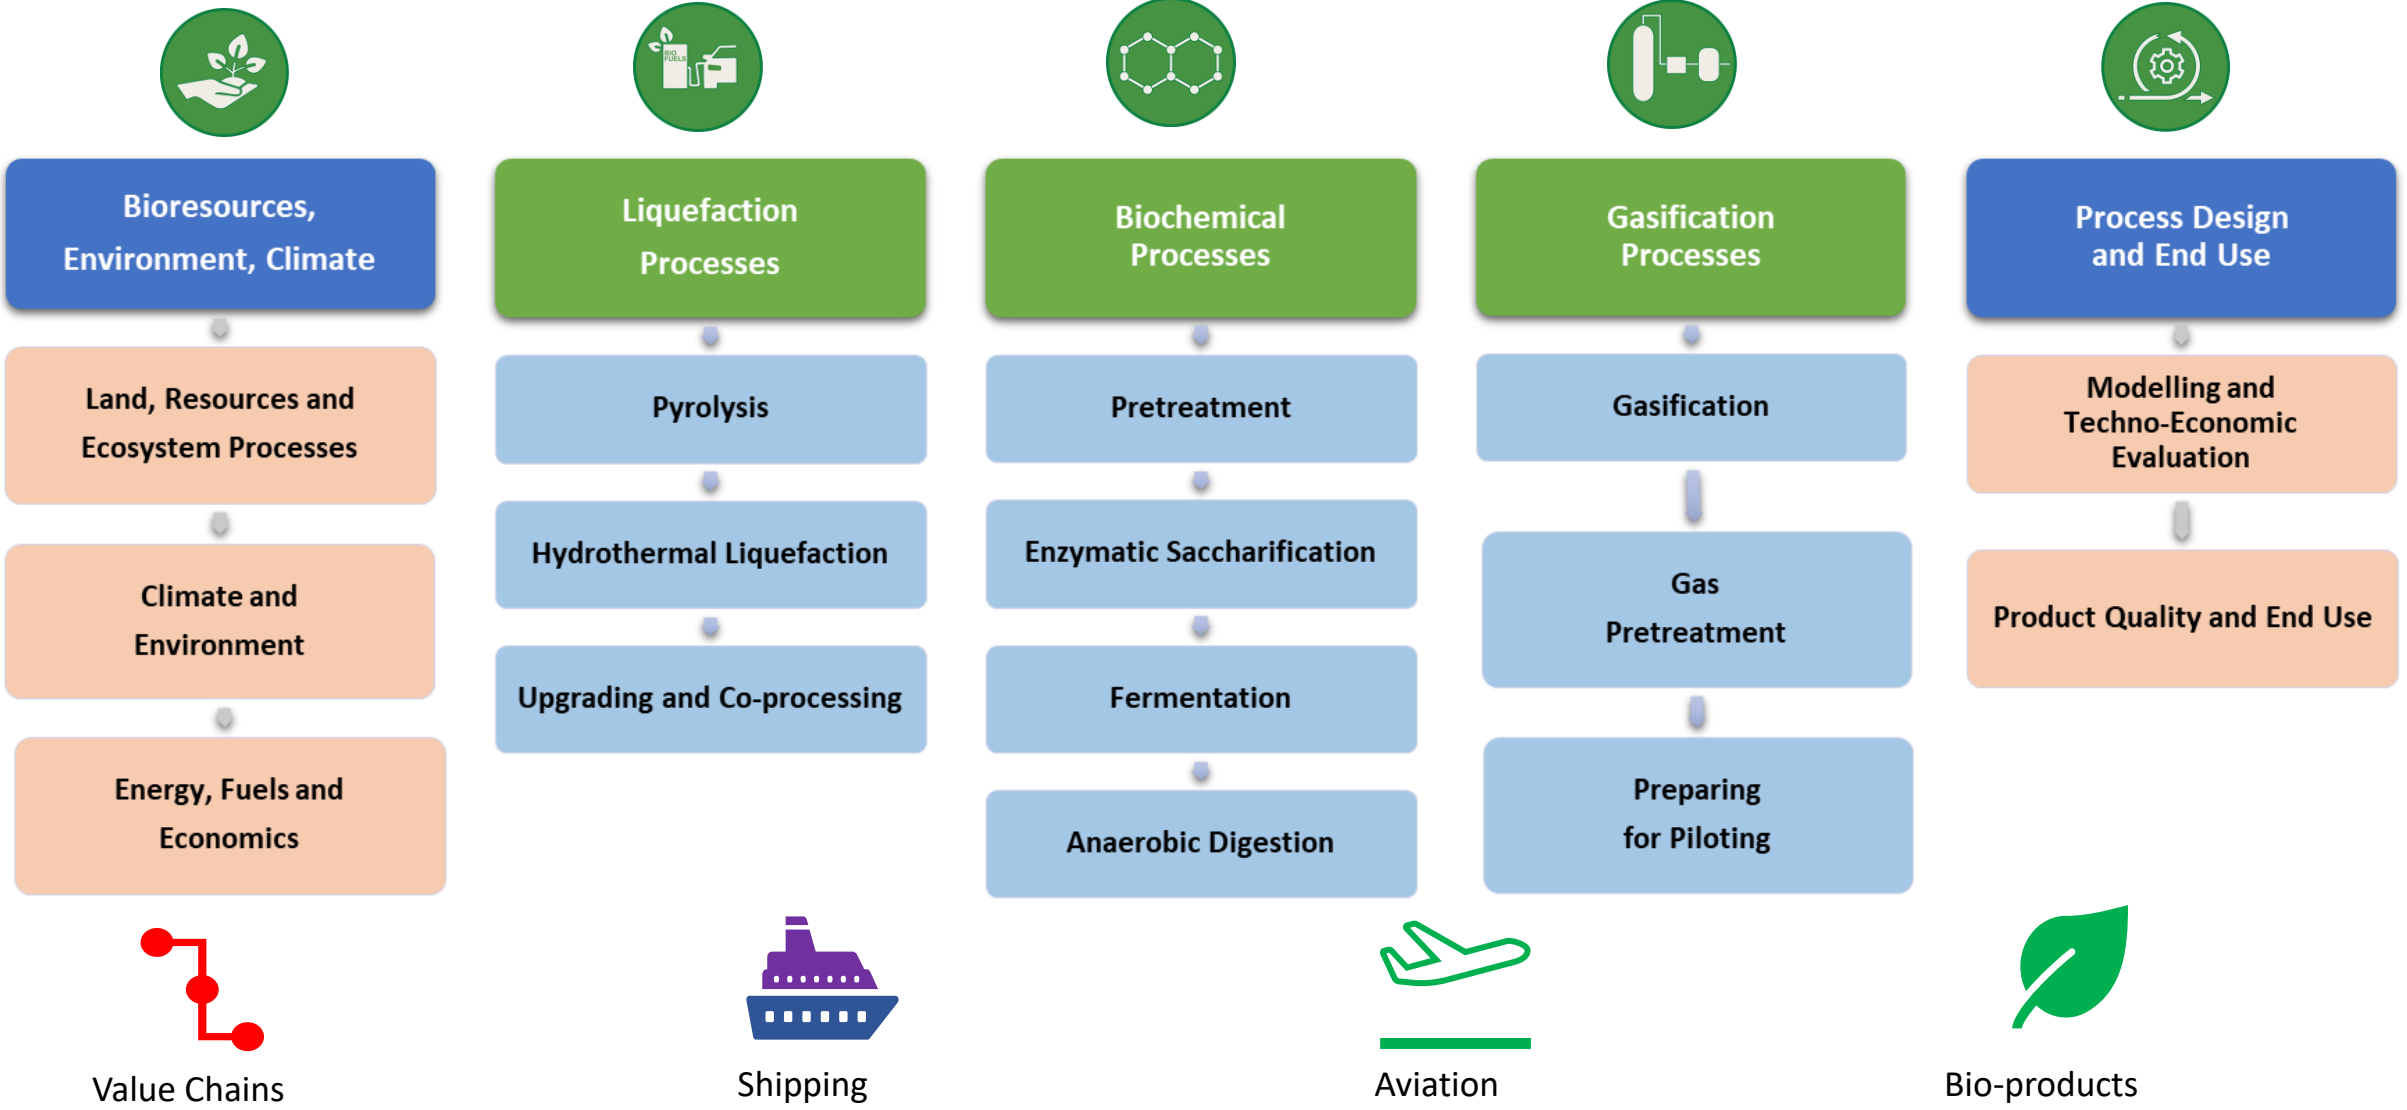 BIO
FUELS
Bioresources,
Environment, Climate
Land, Resources and
Ecosystem Processes
Climate and
Environment
Energy, Fuels and
Economics
Liquefaction
Processes
Pyrolysis
Hydrothermal Liquefaction
Upgrading and Co-processing
Biochemical
Processes
Pretreatment
Enzymatic Saccharification
Fermentation
Anaerobic Digestion
Gasification
Processes
Gasification
Gas
Pretreatment
Preparing
for Piloting
Process Design
and End Use
Modelling and
Techno-Economic
Evaluation
Product Quality and End Use
Value Chains
Shipping
Aviation
Bio-products